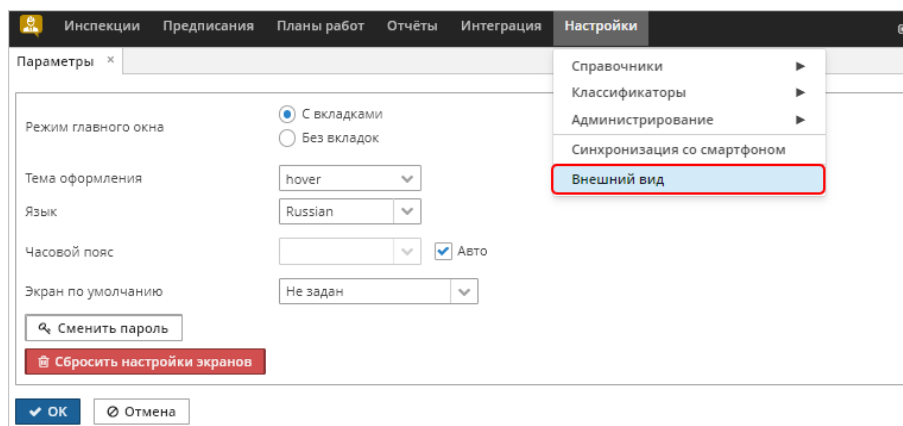 Инспекции Предписания Планы работ Отчёты Интеграция Настройки
Параметры ×
Справочники
Классификаторы
Администрирование
Синхронизация со смартфоном
Внешний вид
Режим главного окна
С вкладками
Без вкладок
Тема оформления hover
Язык Russian
Часовой пояс Авто
Экран по умолчанию Не задан
Сменить пароль
Сбросить настройки экранов
OK Отмена